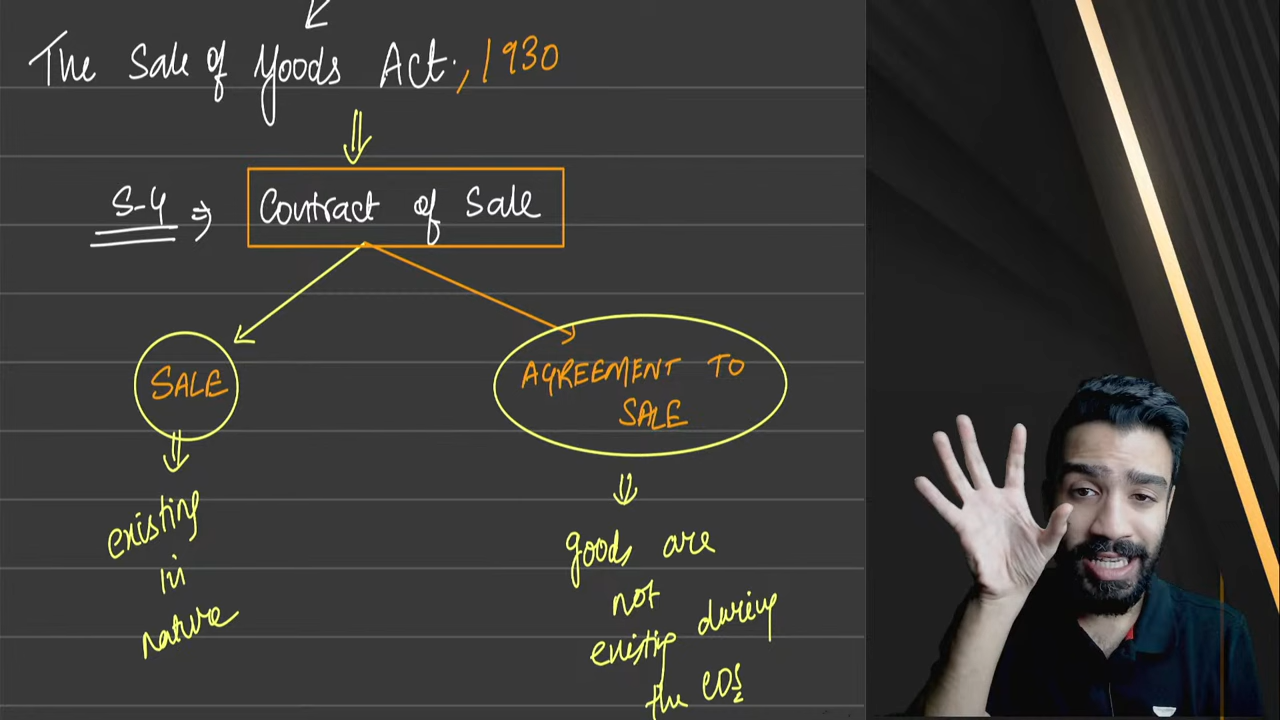 The Sale of Goods Act., 1930
S-4 ⇒ Contract of Sale
SALE
AGREEMENT TO
SALE
existing
in
nature
goods are
not
existing during
the COS